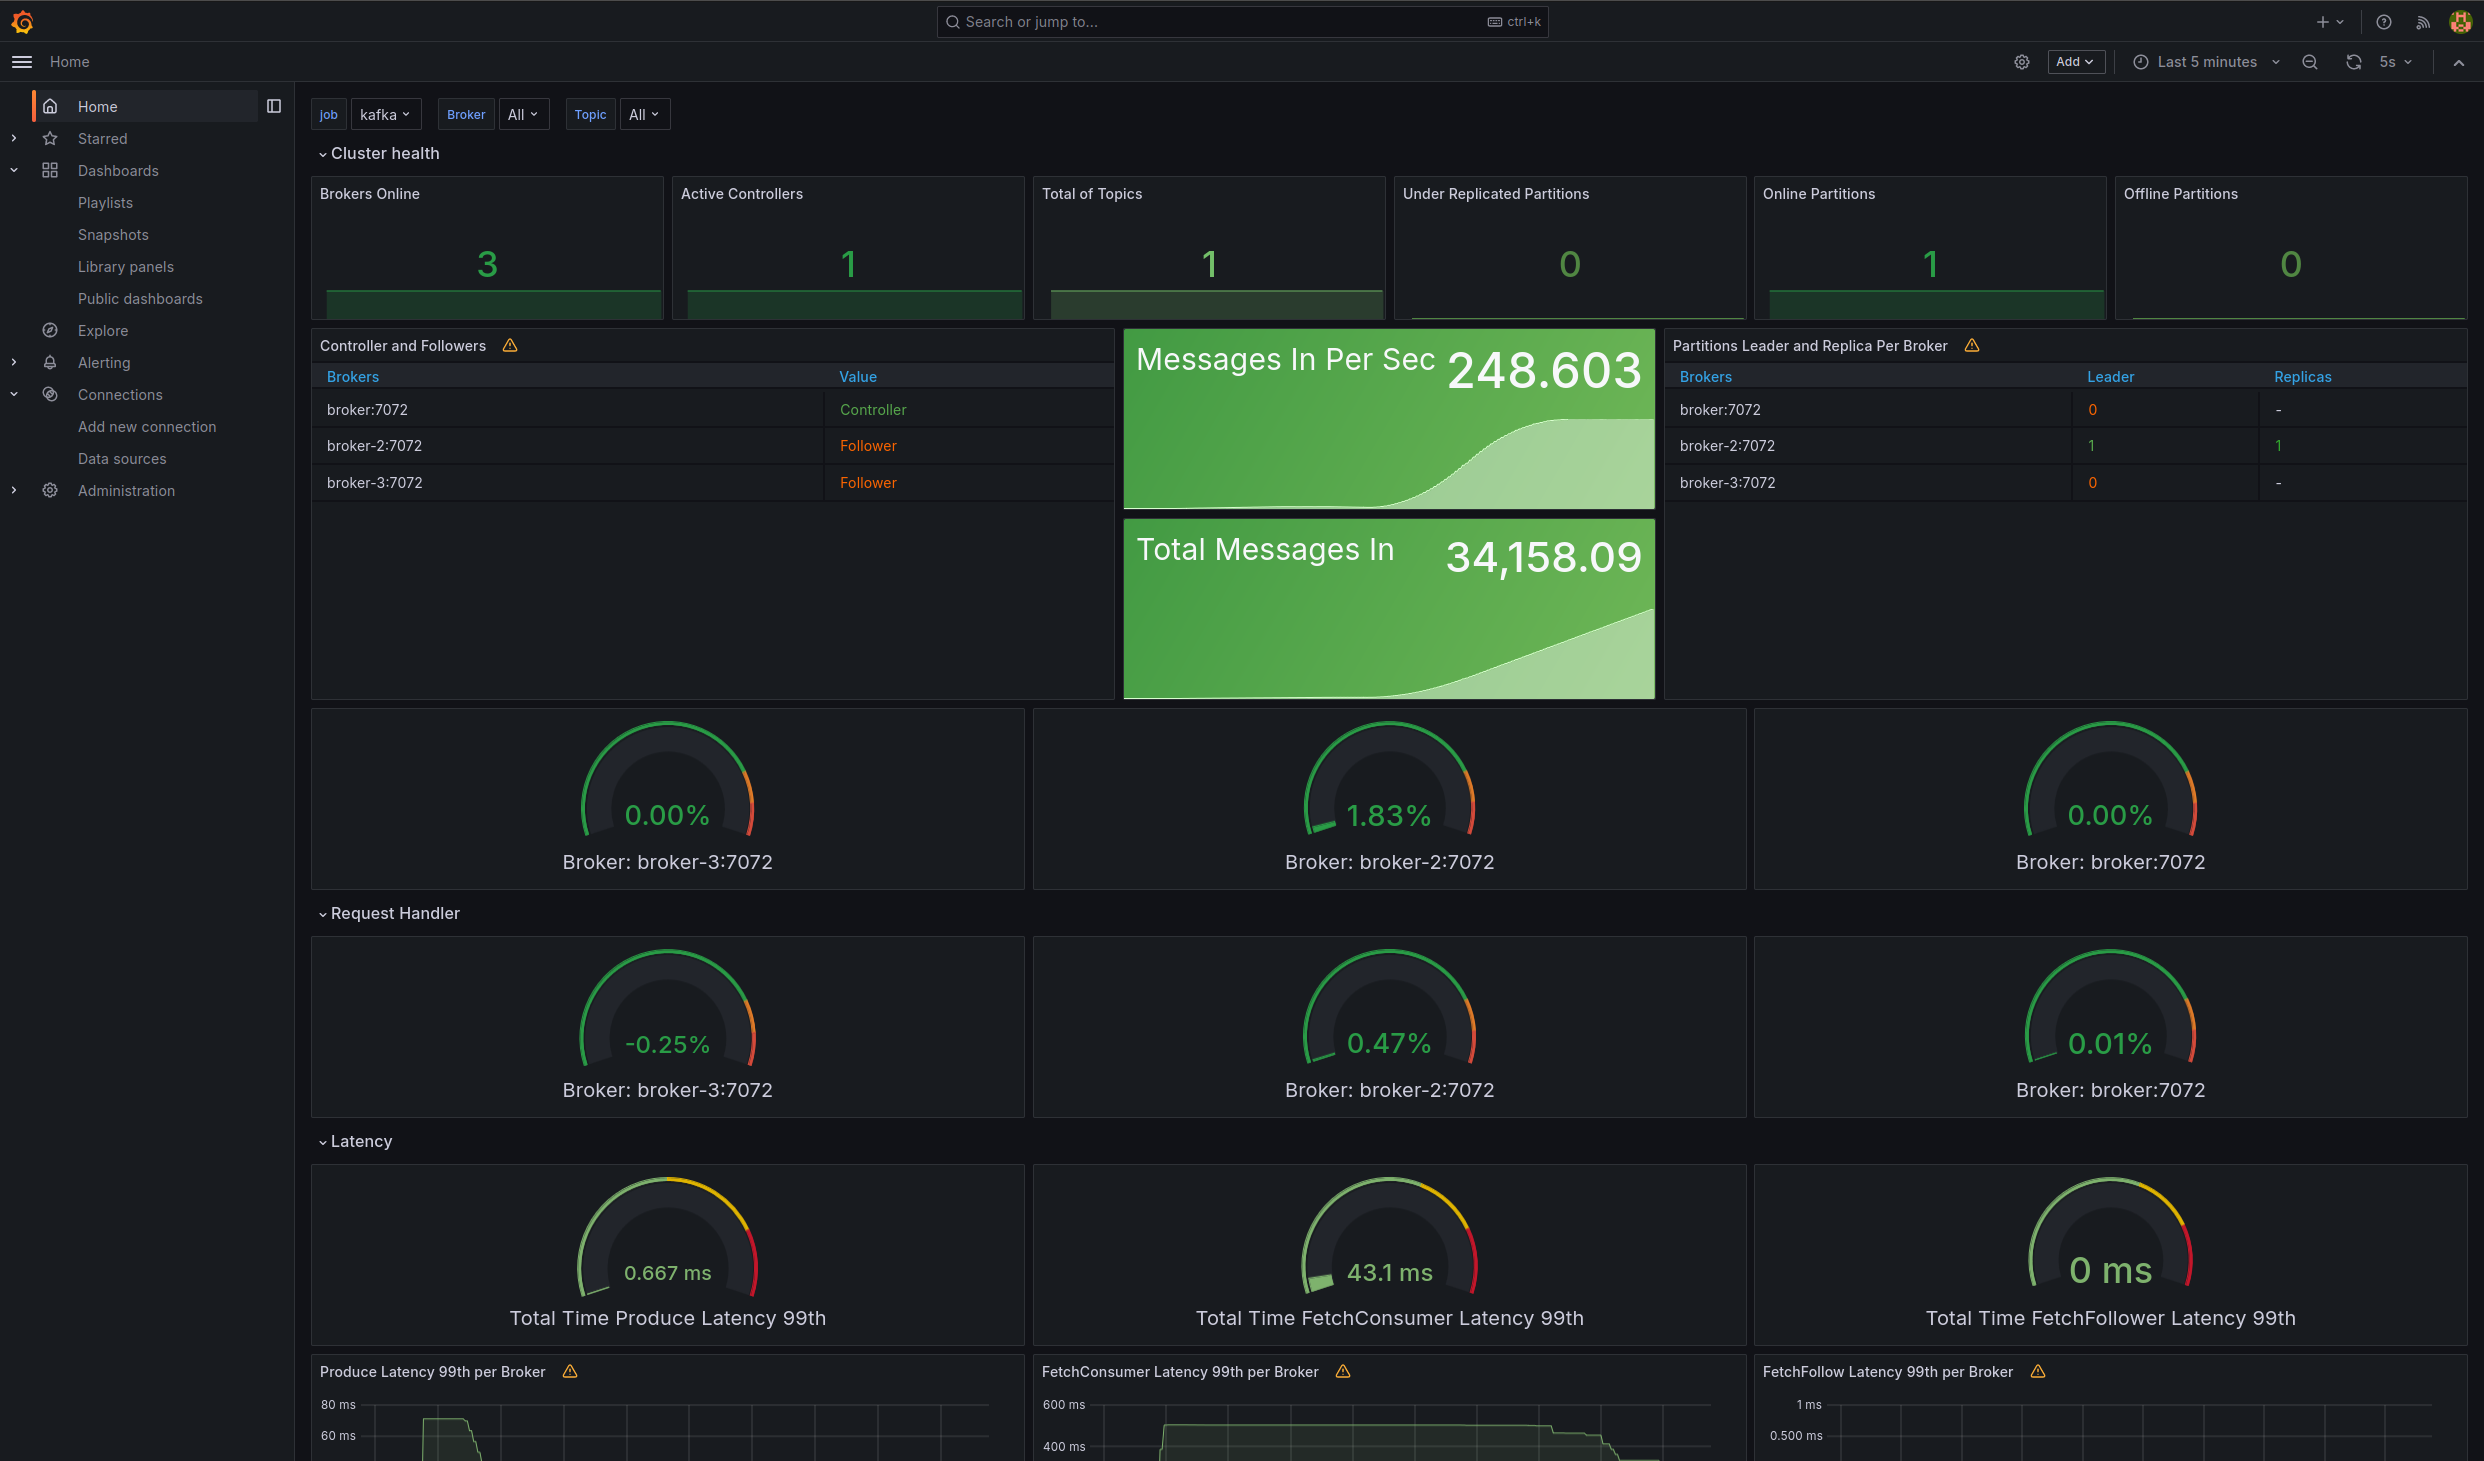 Search or jump to...
ctrl+k
Home
Add
Last 5 minutes
5s
Home
Starred
Dashboards
Playlists
Snapshots
Library panels
Public dashboards
Explore
Alerting
Connections
Add new connection
Data sources
Administration
job kafka Broker All Topic All
Cluster health
Brokers Online
3
Active Controllers
1
Total of Topics
1
Under Replicated Partitions
0
Online Partitions
1
Offline Partitions
0
Controller and Followers
Brokers Value
broker:7072 Controller
broker-2:7072 Follower
broker-3:7072 Follower
Messages In Per Sec 248.603
Total Messages In 34,158.09
Partitions Leader and Replica Per Broker
Brokers Leader Replicas
broker:7072 0 -
broker-2:7072 1 1
broker-3:7072 0 -
0.00%
Broker: broker-3:7072
1.83%
Broker: broker-2:7072
0.00%
Broker: broker:7072
Request Handler
-0.25%
Broker: broker-3:7072
0.47%
Broker: broker-2:7072
0.01%
Broker: broker:7072
Latency
0.667 ms
Total Time Produce Latency 99th
43.1 ms
Total Time FetchConsumer Latency 99th
0 ms
Total Time FetchFollower Latency 99th
Produce Latency 99th per Broker
80 ms
60 ms
FetchConsumer Latency 99th per Broker
600 ms
400 ms
FetchFollow Latency 99th per Broker
1 ms
0.500 ms